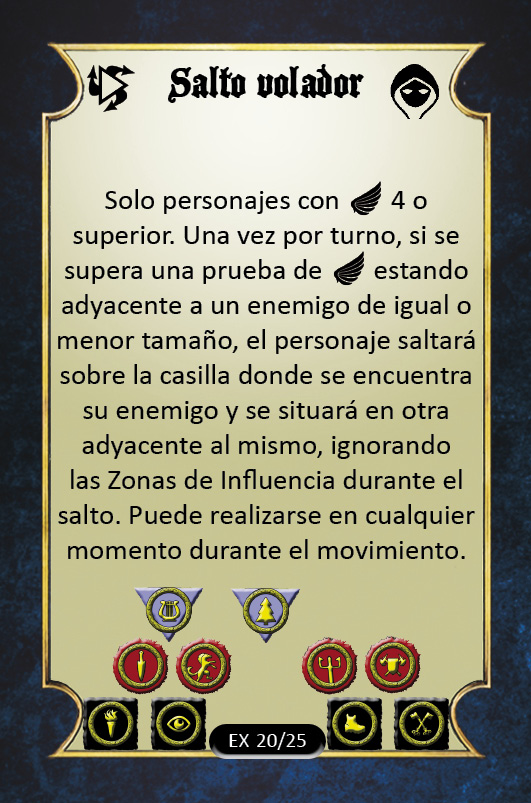 Salto volador
Solo personajes con 4 o
superior. Una vez por turno, si se
supera una prueba de estando
adyacente a un enemigo de igual o
menor tamaño, el personaje saltará
sobre la casilla donde se encuentra
su enemigo y se situará en otra
adyacente al mismo, ignorando
las Zonas de Influencia durante el
salto. Puede realizarse en cualquier
momento durante el movimiento.
EX 20/25